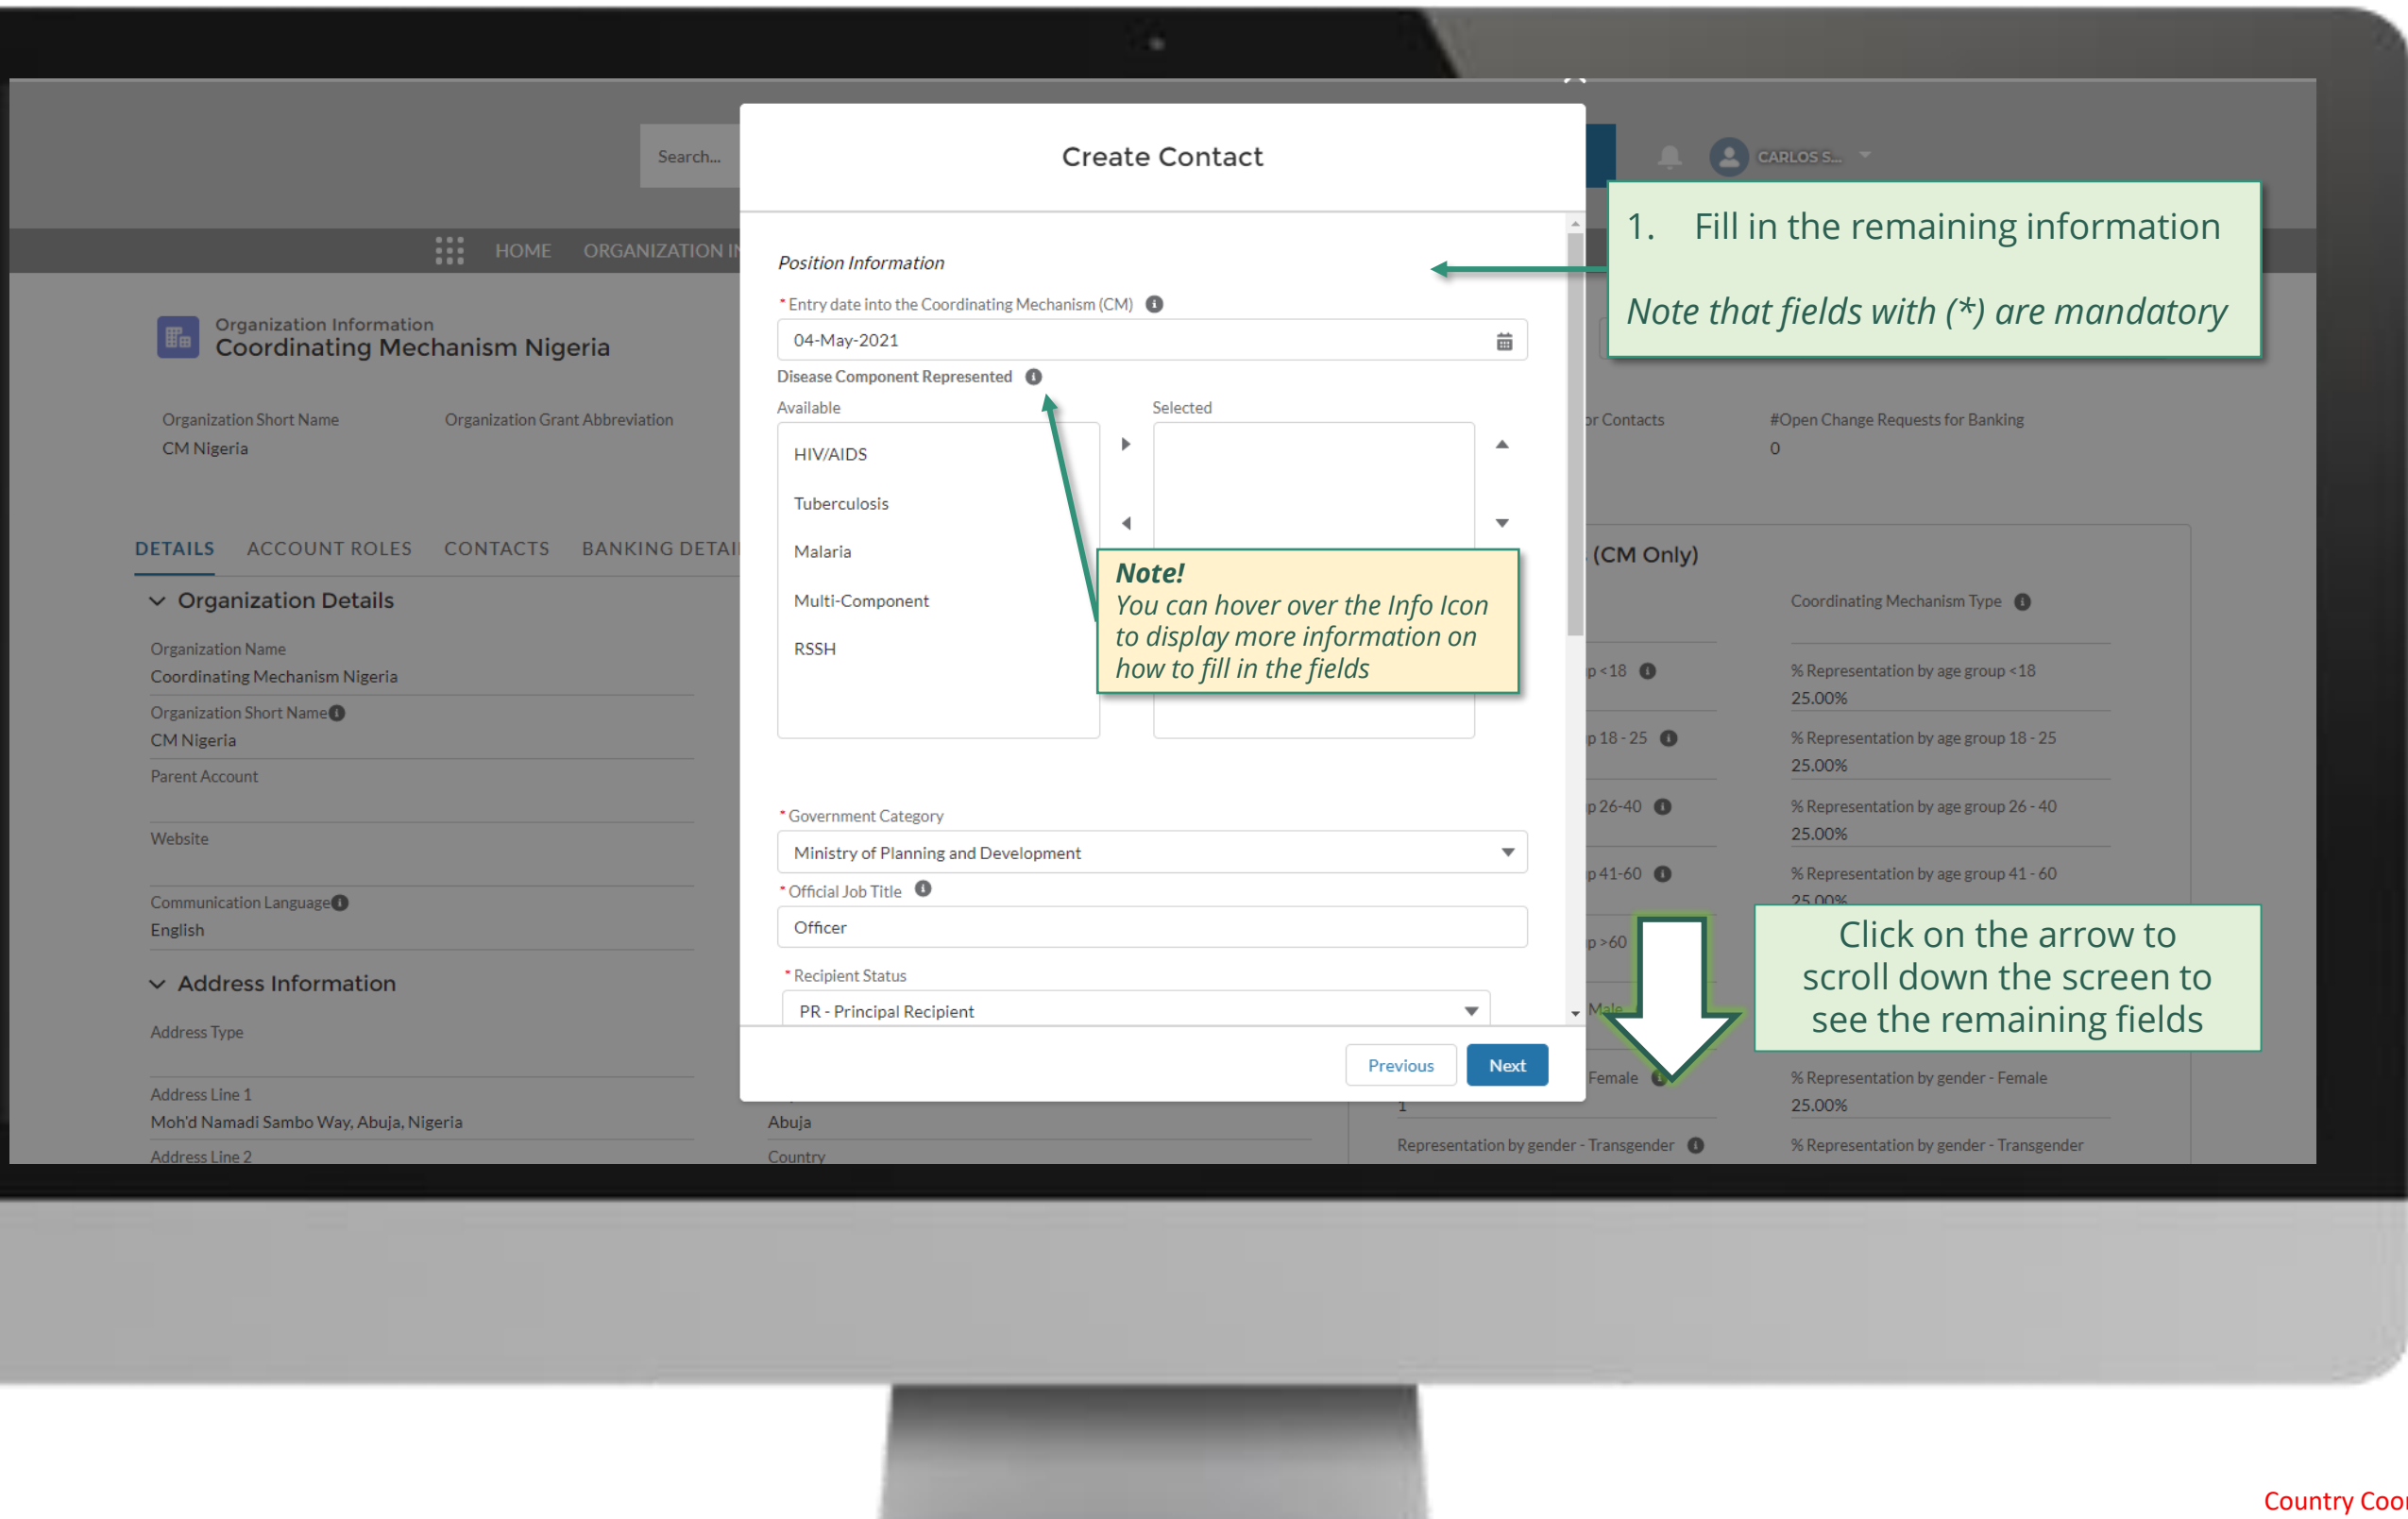 Search...
Create Contact
CARLOS S...
1. Fill in the remaining information
Note that fields with (*) are mandatory
HOME ORGANIZATION
Organization Information
Coordinating Mechanism Nigeria
Organization Short Name
CM Nigeria
Organization Grant Abbreviation
Contacts
#Open Change Requests for Banking
0
DETAILS ACCOUNT ROLES CONTACTS BANKING
Organization Details
Organization Name
Coordinating Mechanism Nigeria
Organization Short Name
CM Nigeria
Parent Account
Website
Communication Language
English
Address Information
Address Type
Address Line 1
Moh'd Namadi Sambo Way, Abuja, Nigeria
Address Line 2
Abuja
Country
Position Information
* Entry date into the Coordinating Mechanism (CM)
04-May-2021
Disease Component Represented
Available
Selected
HIV/AIDS
Tuberculosis
Malaria
Multi-Component
RSSH
Note!
You can hover over the Info Icon
to display more information on
how to fill in the fields
* Government Category
Ministry of Planning and Development
* Official Job Title
Officer
* Recipient Status
PR - Principal Recipient
Previous Next
(CM Only)
Coordinating Mechanism Type
<18
% Representation by age group <18
25.00%
18 - 25
% Representation by age group 18 - 25
25.00%
26-40
% Representation by age group 26 - 40
25.00%
41-60
% Representation by age group 41 - 60
25.00%
>60
Male
Click on the arrow to
scroll down the screen to
see the remaining fields
Female
1
% Representation by gender - Female
25.00%
Representation by gender - Transgender
% Representation by gender - Transgender
Country